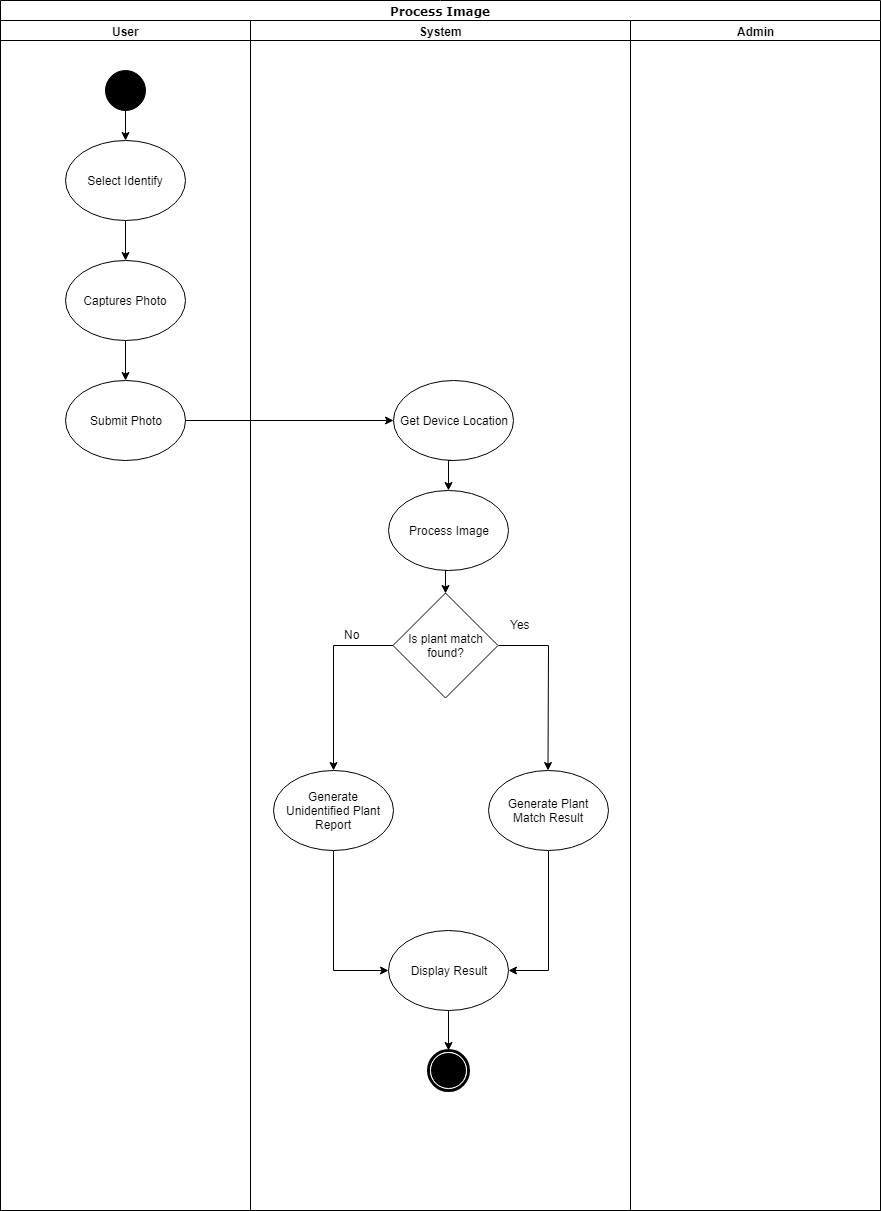 Process Image
User
System
Admin
Select Identify
Captures Photo
Submit Photo
Get Device Location
Process Image
Is plant match
found?
No
Yes
Generate
Unidentified Plant
Report
Generate Plant
Match Result
Display Result